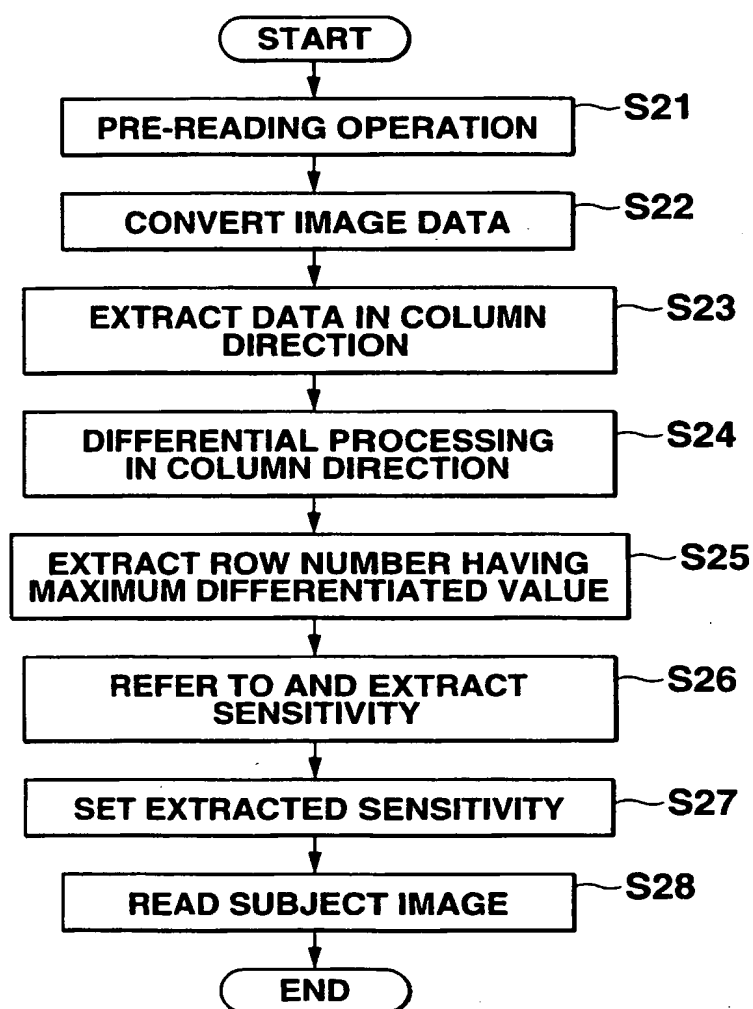 START
PRE-READING OPERATION
S21
CONVERT IMAGE DATA
S22
EXTRACT DATA IN COLUMN
DIRECTION
S23
DIFFERENTIAL PROCESSING
IN COLUMN DIRECTION
S24
EXTRACT ROW NUMBER HAVING
MAXIMUM DIFFERENTIATED VALUE
S25
REFER TO AND EXTRACT
SENSITIVITY
S26
SET EXTRACTED SENSITIVITY
S27
READ SUBJECT IMAGE
S28
END